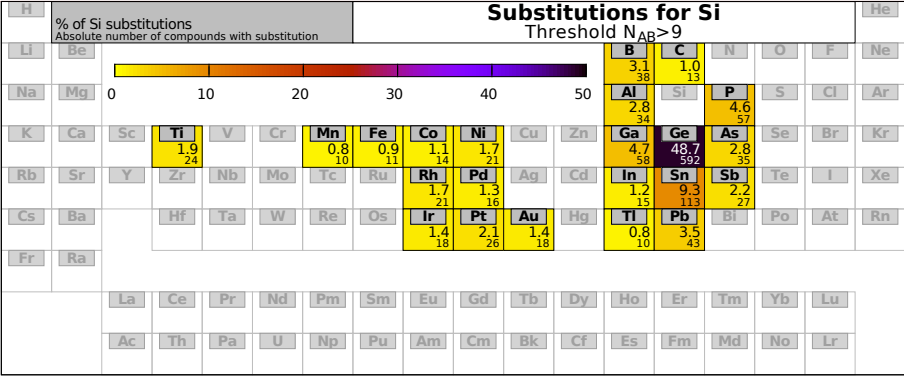 H He
% of Si substitutions
Absolute number of compounds with substitution
Substitutions for Si
Threshold N_AB>9
Li Be B C N O F Ne
3.1 1.0
38 13
0 10 20 30 40 50
Na Mg Al Si P S Cl Ar
2.8 4.6
34 57
K Ca Sc Ti V Cr Mn Fe Co Ni Cu Zn Ga Ge As Se Br Kr
1.9 0.8 0.9 1.1 1.7 4.7 48.7 2.8
24 10 11 14 21 58 592 35
Rb Sr Y Zr Nb Mo Tc Ru Rh Pd Ag Cd In Sn Sb Te I Xe
1.7 1.3 1.2 9.3 2.2
21 16 15 113 27
Cs Ba Hf Ta W Re Os Ir Pt Au Hg Tl Pb Bi Po At Rn
1.4 2.1 1.4 0.8 3.5
18 26 18 10 43
Fr Ra
La Ce Pr Nd Pm Sm Eu Gd Tb Dy Ho Er Tm Yb Lu
Ac Th Pa U Np Pu Am Cm Bk Cf Es Fm Md No Lr